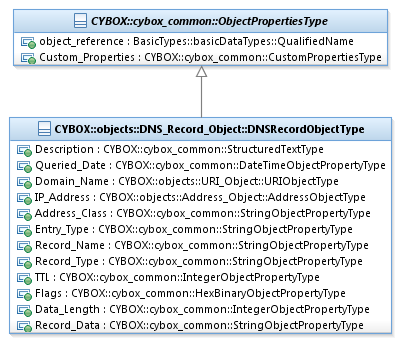 CYBOX::cybox_common::ObjectPropertiesType
object_reference : BasicTypes::basicDataTypes::QualifiedName
Custom_Properties : CYBOX::cybox_common::CustomPropertiesType
CYBOX::objects::DNS_Record_Object::DNSRecordObjectType
Description : CYBOX::cybox_common::StructuredTextType
Queried_Date : CYBOX::cybox_common::DateTimeObjectPropertyType
Domain_Name : CYBOX::objects::URI_Object::URIObjectType
IP_Address : CYBOX::objects::Address_Object::AddressObjectType
Address_Class : CYBOX::cybox_common::StringObjectPropertyType
Entry_Type : CYBOX::cybox_common::StringObjectPropertyType
Record_Name : CYBOX::cybox_common::StringObjectPropertyType
Record_Type : CYBOX::cybox_common::StringObjectPropertyType
TTL : CYBOX::cybox_common::IntegerObjectPropertyType
Flags : CYBOX::cybox_common::HexBinaryObjectPropertyType
Data_Length : CYBOX::cybox_common::IntegerObjectPropertyType
Record_Data : CYBOX::cybox_common::StringObjectPropertyType